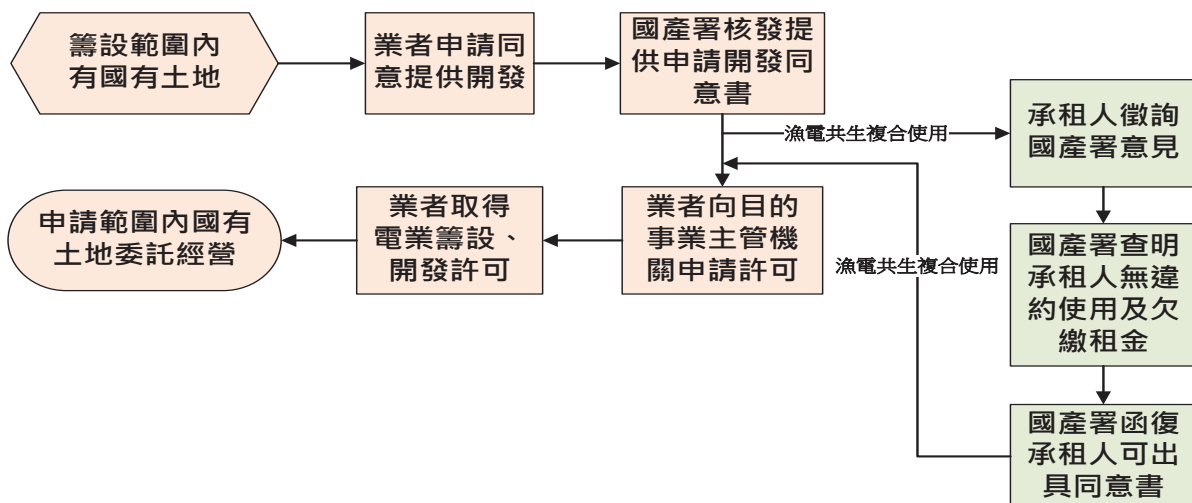 籌設範圍內
有國有土地
業者申請同
意提供開發
國產署核發提
供申請開發同
意書
漁電共生複合使用
承租人徵詢
國產署意見
國產署查明
承租人無違
約使用及欠
繳租金
國產署函復
承租人可出
具同意書
漁電共生複合使用
業者向目的
事業主管機
關申請許可
業者取得
電業籌設、
開發許可
申請範圍內國有
土地委託經營